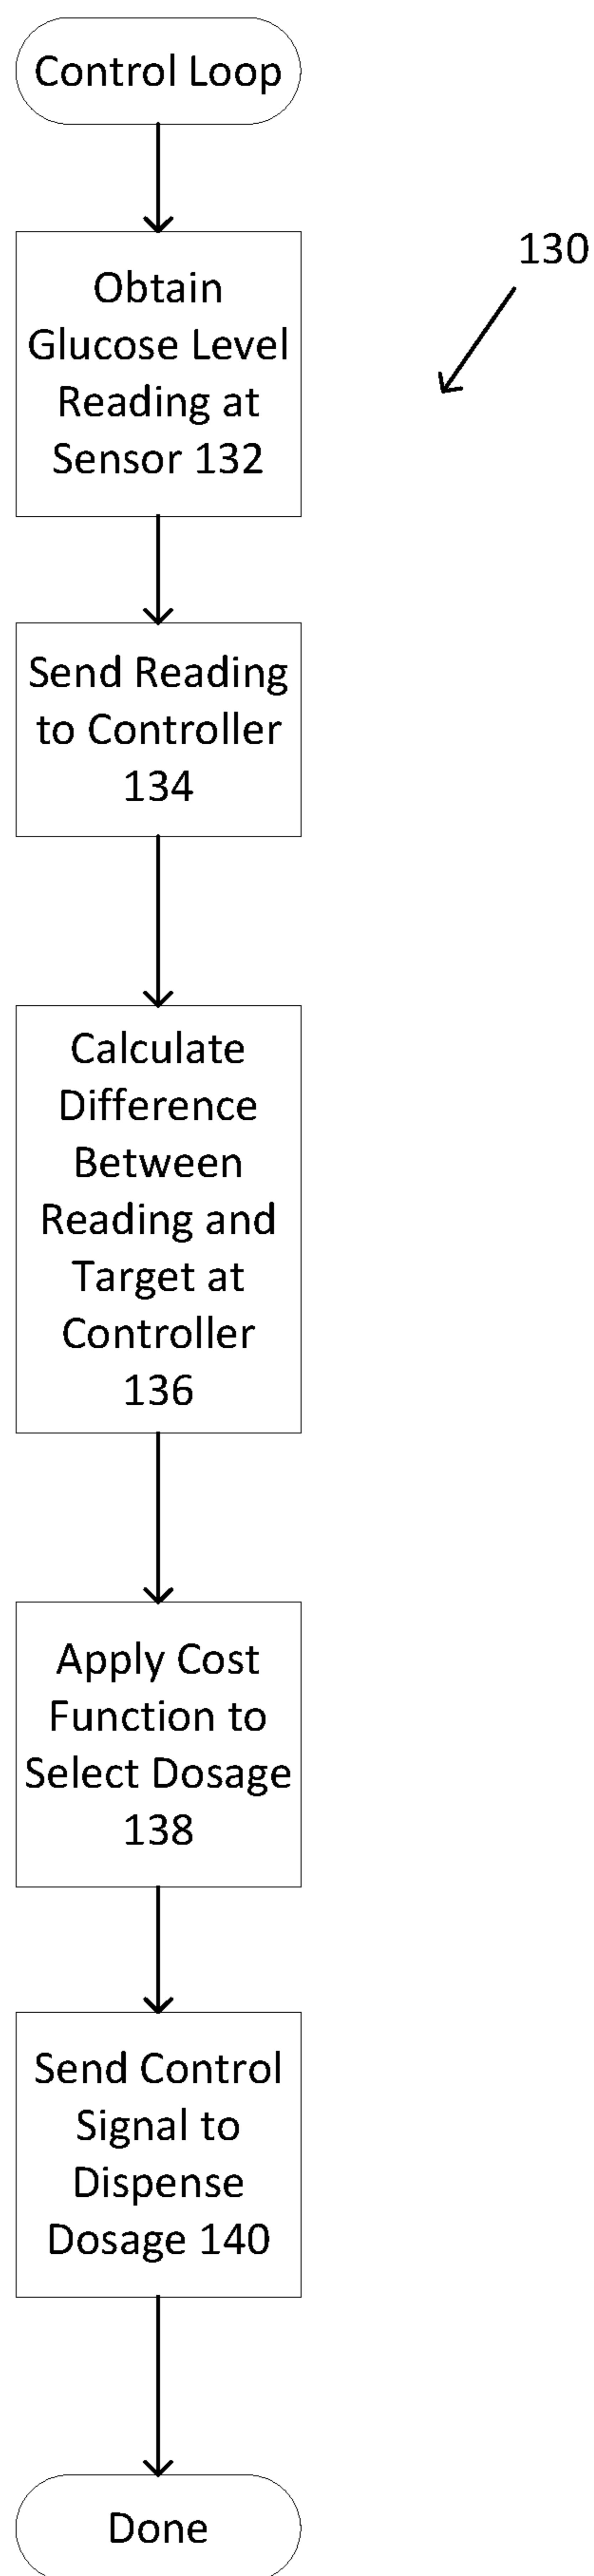 Control Loop
130
Obtain
Glucose Level
Reading at
Sensor 132
Send Reading
to Controller
134
Calculate
Difference
Between
Reading and
Target at
Controller
136
Apply Cost
Function to
Select Dosage
138
Send Control
Signal to
Dispense
Dosage 140
Done